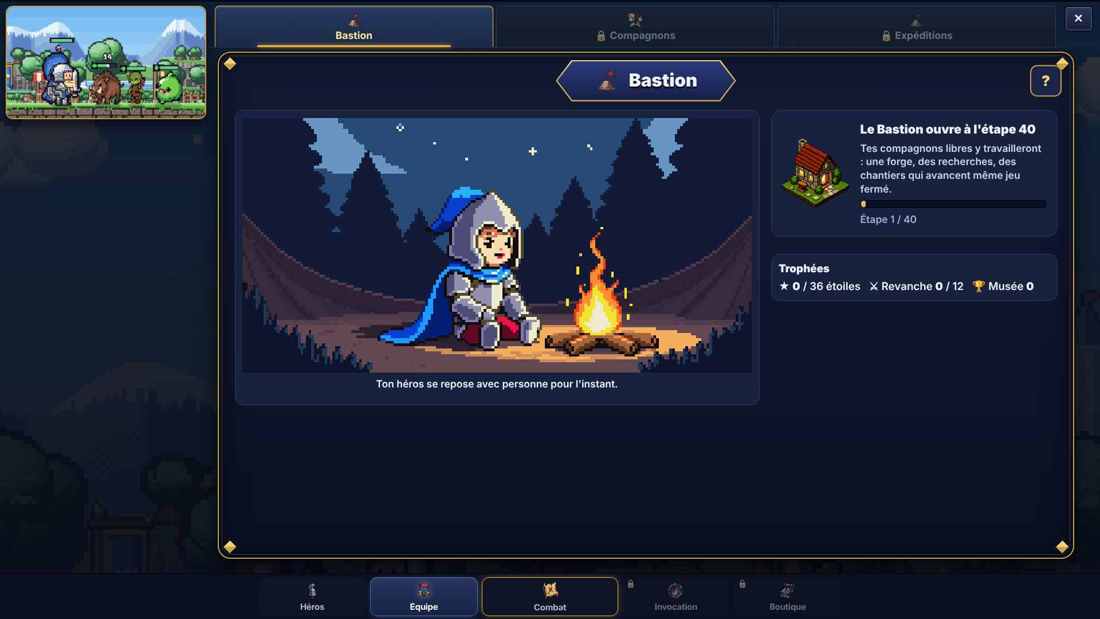 Bastion
Compagnons
Expéditions
×
14
Bastion
?
Le Bastion ouvre à l'étape 40
Tes compagnons libres y travailleront
: une forge, des recherches, des
chantiers qui avancent même jeu
fermé.
Étape 1 / 40
Trophées
★ 0 / 36 étoiles ⚔ Revanche 0 / 12 🏆 Musée 0
Ton héros se repose avec personne pour l'instant.
Héros
Équipe
Combat
Invocation
Boutique